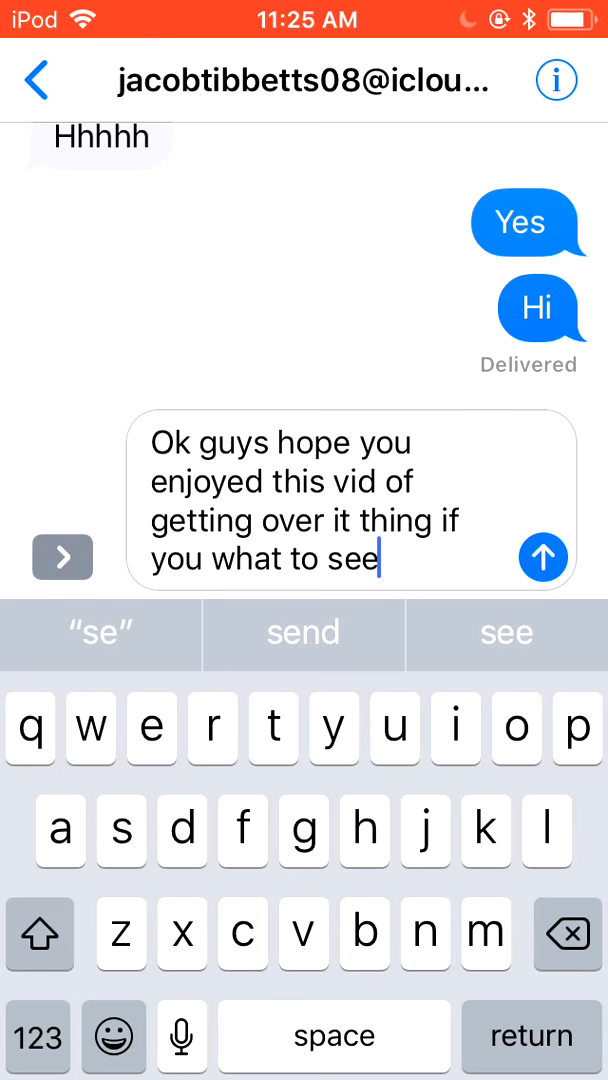 iPod 11:25 AM
jacobtibbetts08@iclou...
Hhhhh
Yes
Hi
Delivered
Ok guys hope you
enjoyed this vid of
getting over it thing if
you what to see
“se” send see
q w e r t y u i o p
a s d f g h j k l
z x c v b n m
123 space return